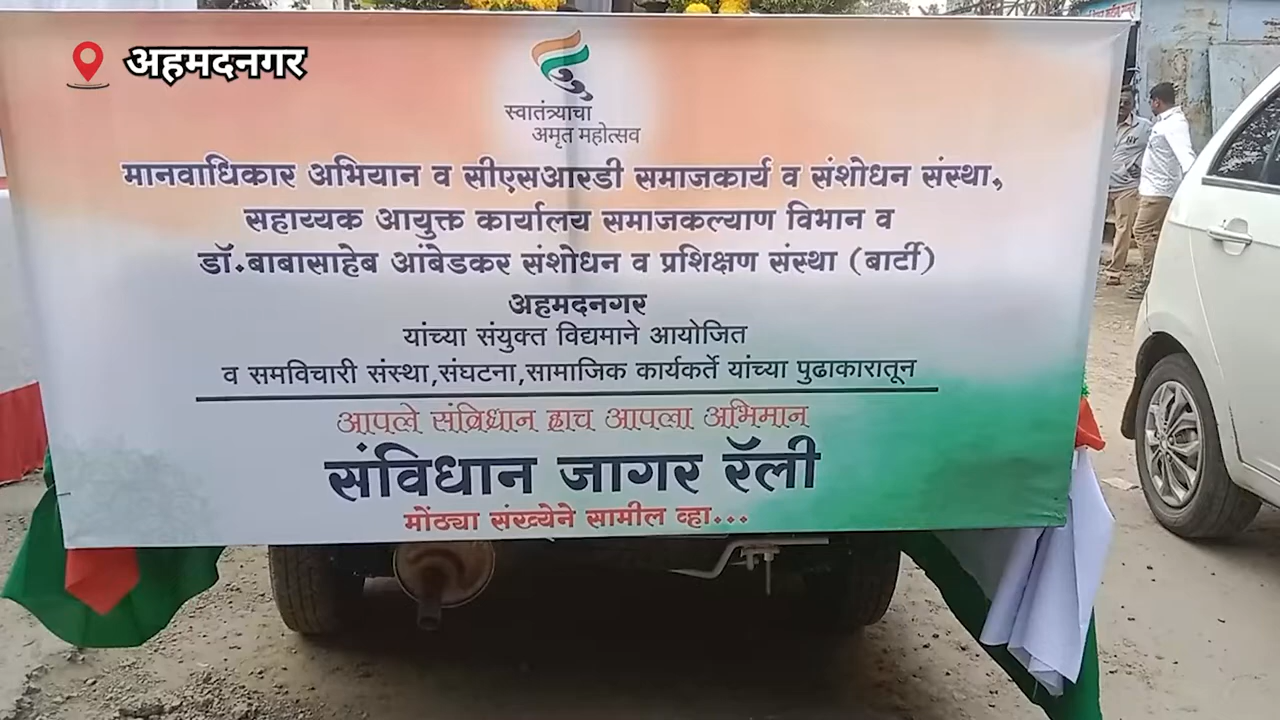 अहमदनगर
स्वातंत्र्याचा
अमृत महोत्सव
मानवाधिकार अभियान व सीएसआरडी समाजकार्य व संशोधन संस्था,
सहाय्यक आयुक्त कार्यालय समाजकल्याण विभान व
डॉ.बाबासाहेब आंबेडकर संशोधन व प्रशिक्षण संस्था (बार्टी)
अहमदनगर
यांच्या संयुक्त विद्यमाने आयोजित
व समविचारी संस्था,संघटना,सामाजिक कार्यकर्ते यांच्या पुढाकारातून
आपले संविधान हाच आपला अभिमान
संविधान जागर रॅली
मोंठ्या संख्येने सामील व्हा...